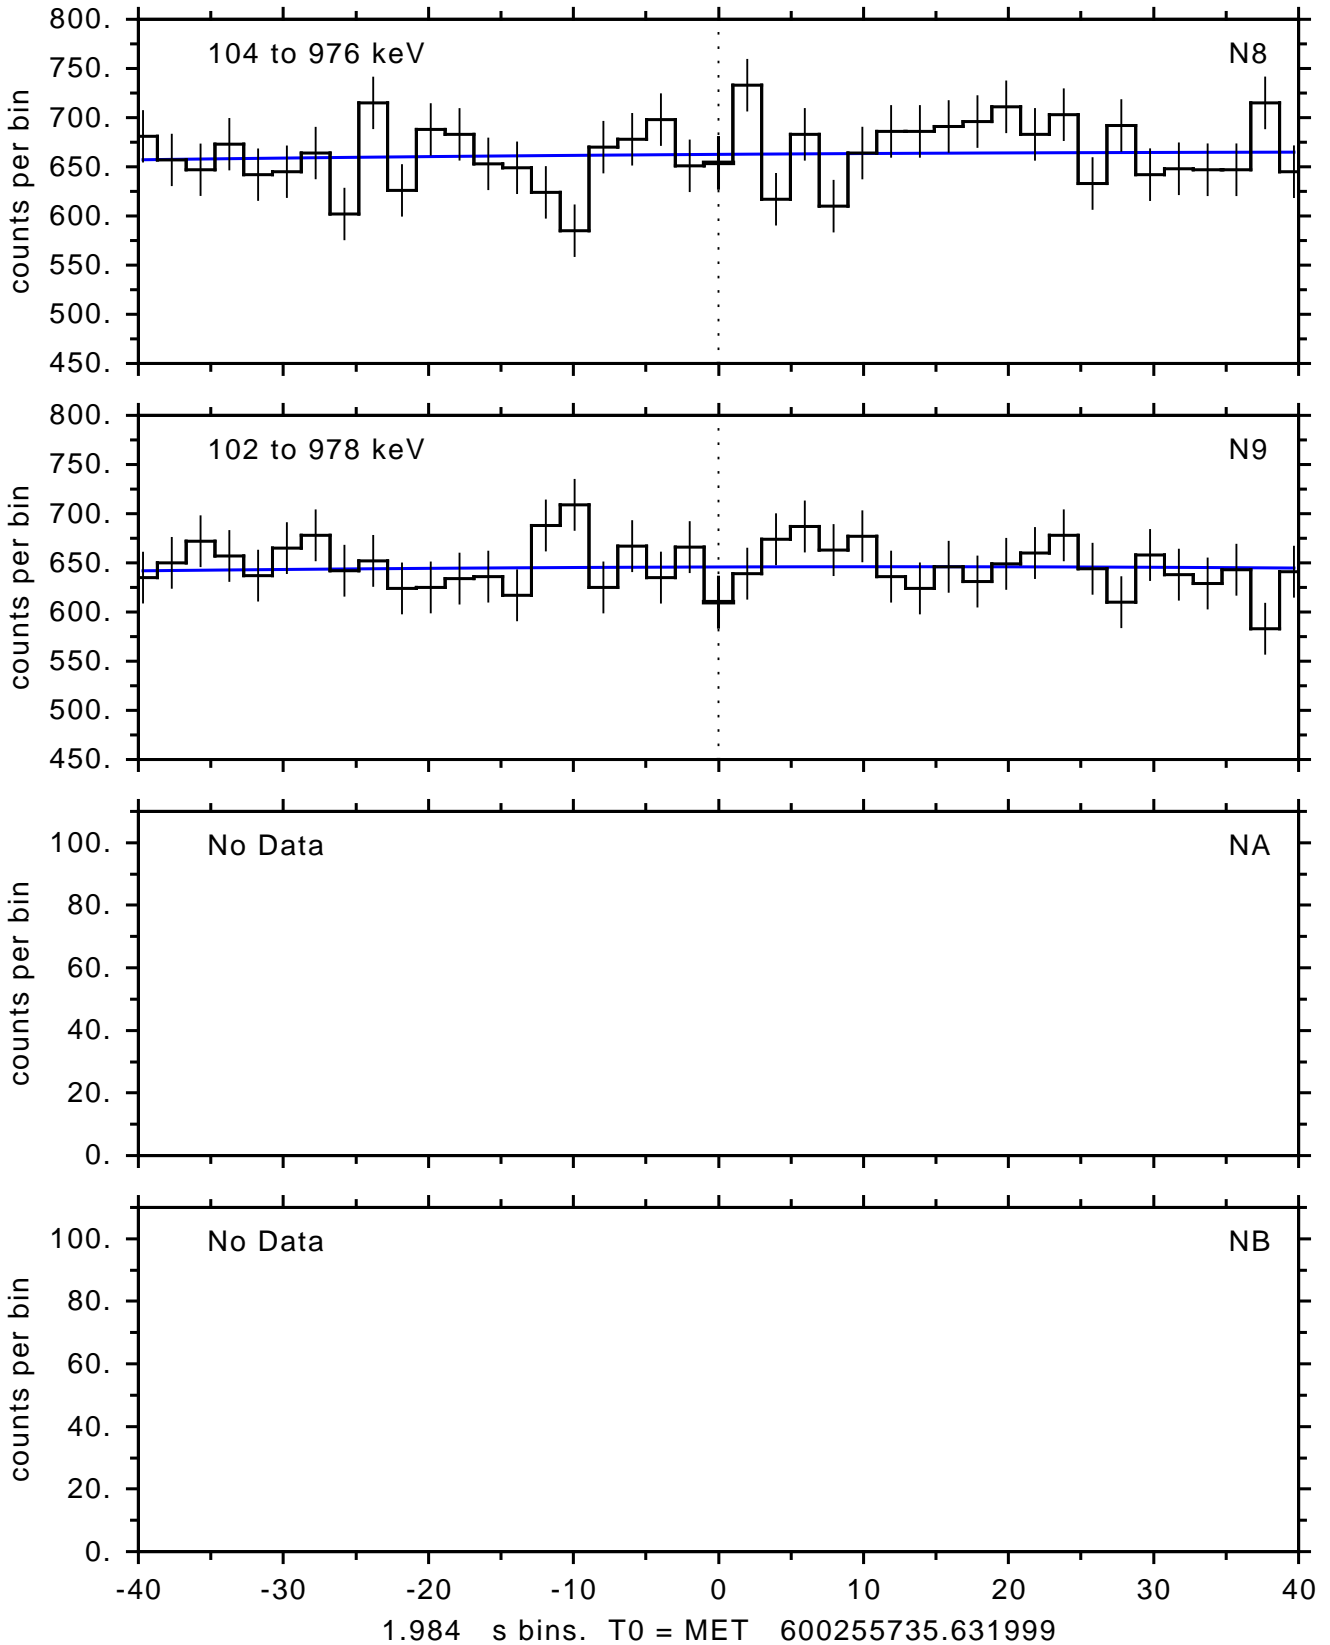 800.
104 to 976 keV N8
750.
700.
650.
600.
550.
500.
450.
counts per bin
800.
102 to 978 keV N9
750.
700.
650.
600.
550.
500.
450.
counts per bin
No Data NA
100.
80.
60.
40.
20.
0.
counts per bin
No Data NB
100.
80.
60.
40.
20.
0.
counts per bin
-40 -30 -20 -10 0 10 20 30 40
1.984 s bins. T0 = MET 600255735.631999